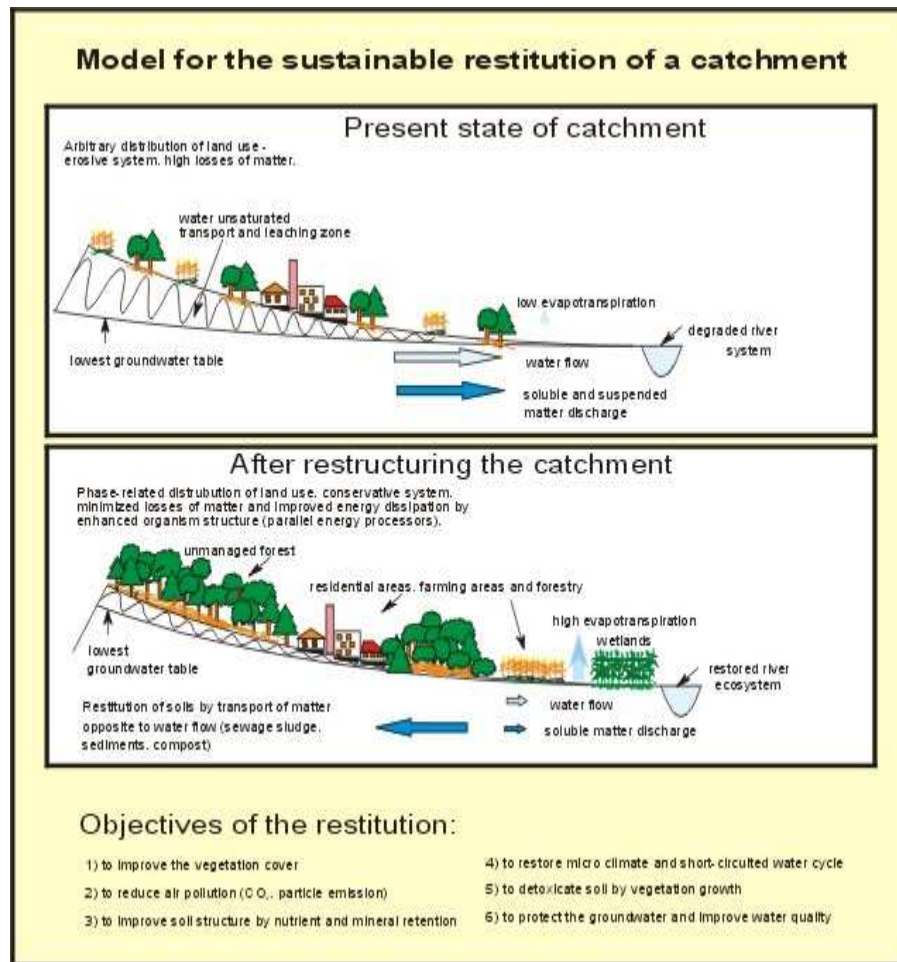 Model for the sustainable restitution of a catchment
Present state of catchment
Arbitrary distribution of land use -
erosive system. high losses of matter.
water unsaturated
transport and leaching zone
low evapotranspiration
degraded river
system
lowest groundwater table
water flow
soluble and suspended
matter discharge
After restructuring the catchment
Phase-related distrubution of land use. conservative system.
minimized losses of matter and improved energy dissipation by
enhanced organism structure (parallel energy processors).
unmanaged forest
residential areas. farming areas and forestry
high evapotranspiration
wetlands
lowest
groundwater table
restored river
ecosystem
Restitution of soils by transport of matter
opposite to water flow (sewage sludge.
sediments. compost)
water flow
soluble matter discharge
Objectives of the restitution:
1) to improve the vegetation cover
2) to reduce air pollution (CO₂. particle emission)
3) to improve soil structure by nutrient and mineral retention
4) to restore micro climate and short-circuited water cycle
5) to detoxicate soil by vegetation growth
6) to protect the groundwater and improve water quality